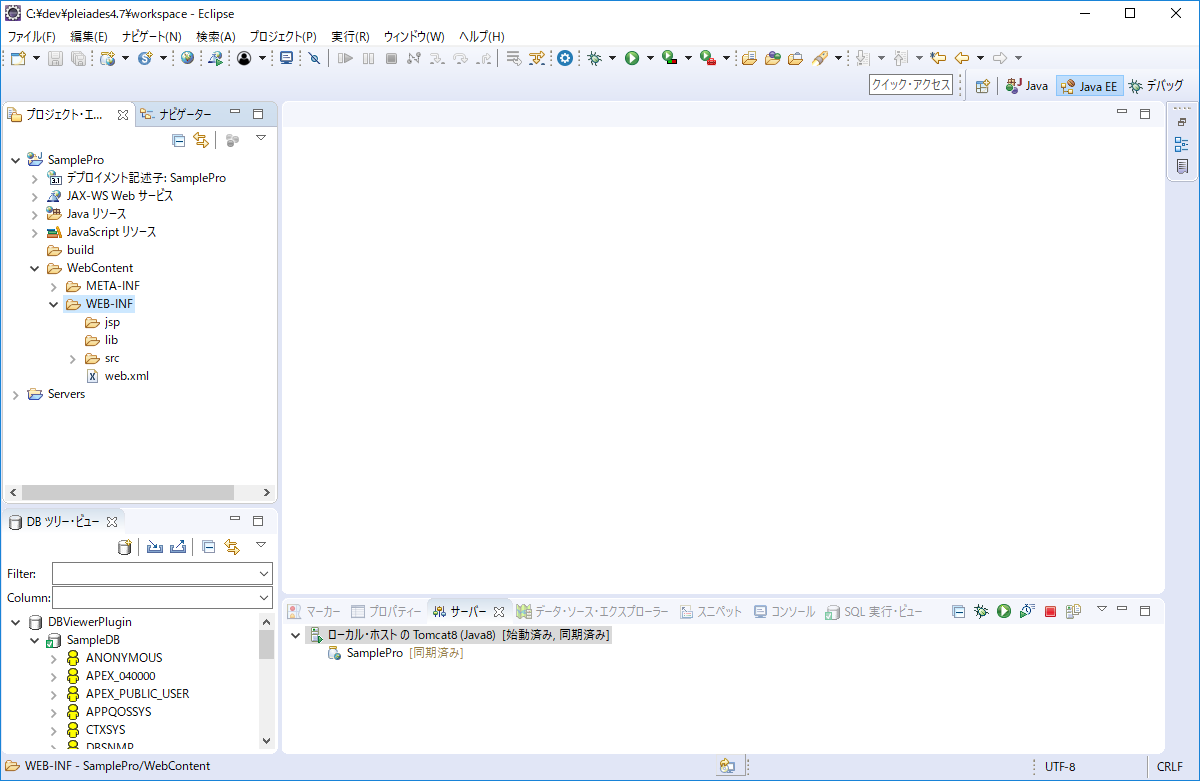 C:¥dev¥pleiades4.7¥workspace - Eclipse
ファイル(F) 編集(E) ナビゲート(N) 検索(A) プロジェクト(P) 実行(R) ウィンドウ(W) ヘルプ(H)
クイック・アクセス Java Java EE デバッグ
プロジェクト・エ... ナビゲーター
SamplePro
デプロイメント記述子: SamplePro
JAX-WS Web サービス
Java リソース
JavaScript リソース
build
WebContent
META-INF
WEB-INF
jsp
lib
src
web.xml
Servers
DB ツリー・ビュー
Filter:
Column:
DBViewerPlugin
SampleDB
ANONYMOUS
APEX_040000
APEX_PUBLIC_USER
APPQOSSYS
CTXSYS
DBSNMP
マーカー プロパティー サーバー データ・ソース・エクスプローラー スニペット コンソール SQL 実行・ビュー
ローカル・ホスト の Tomcat8 (Java8) [始動済み, 同期済み]
SamplePro [同期済み]
WEB-INF - SamplePro/WebContent UTF-8 CRLF